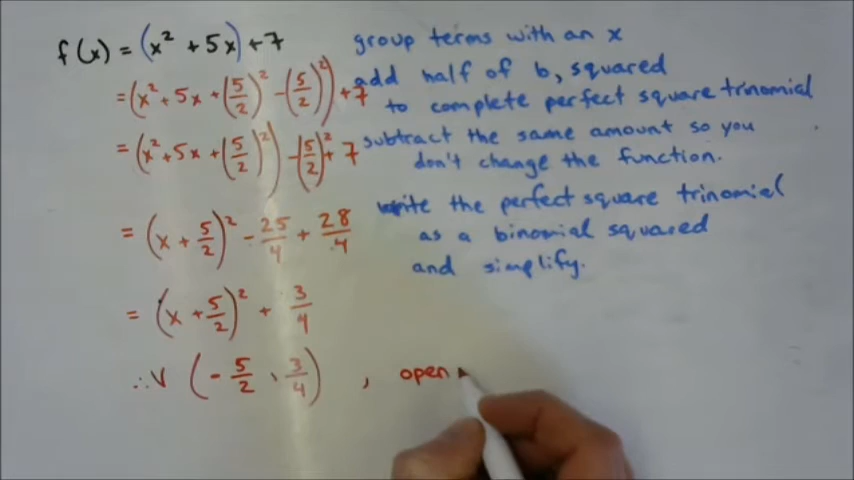 f(x) = (x² + 5x) + 7 group terms with an x
= (x² + 5x + (5/2)² - (5/2)²) + 7 add half of b, squared
to complete perfect square trinomial
= (x² + 5x + (5/2)²) - (5/2)² + 7 subtract the same amount so you
don't change the function.
= (x + 5/2)² - 25/4 + 28/4 write the perfect square trinomial
as a binomial squared
and simplify.
= (x + 5/2)² + 3/4
∴ V (- 5/2, 3/4) , open